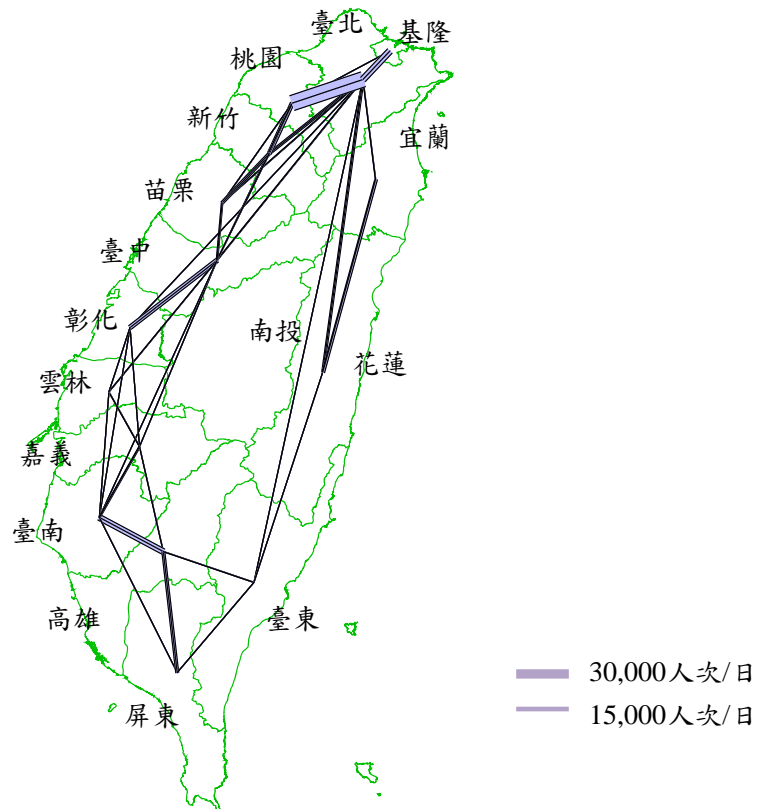 臺北
基隆
桃園
新竹
宜蘭
苗栗
臺中
彰化
南投
花蓮
雲林
嘉義
臺南
高雄
臺東
屏東
30,000人次/日
15,000人次/日